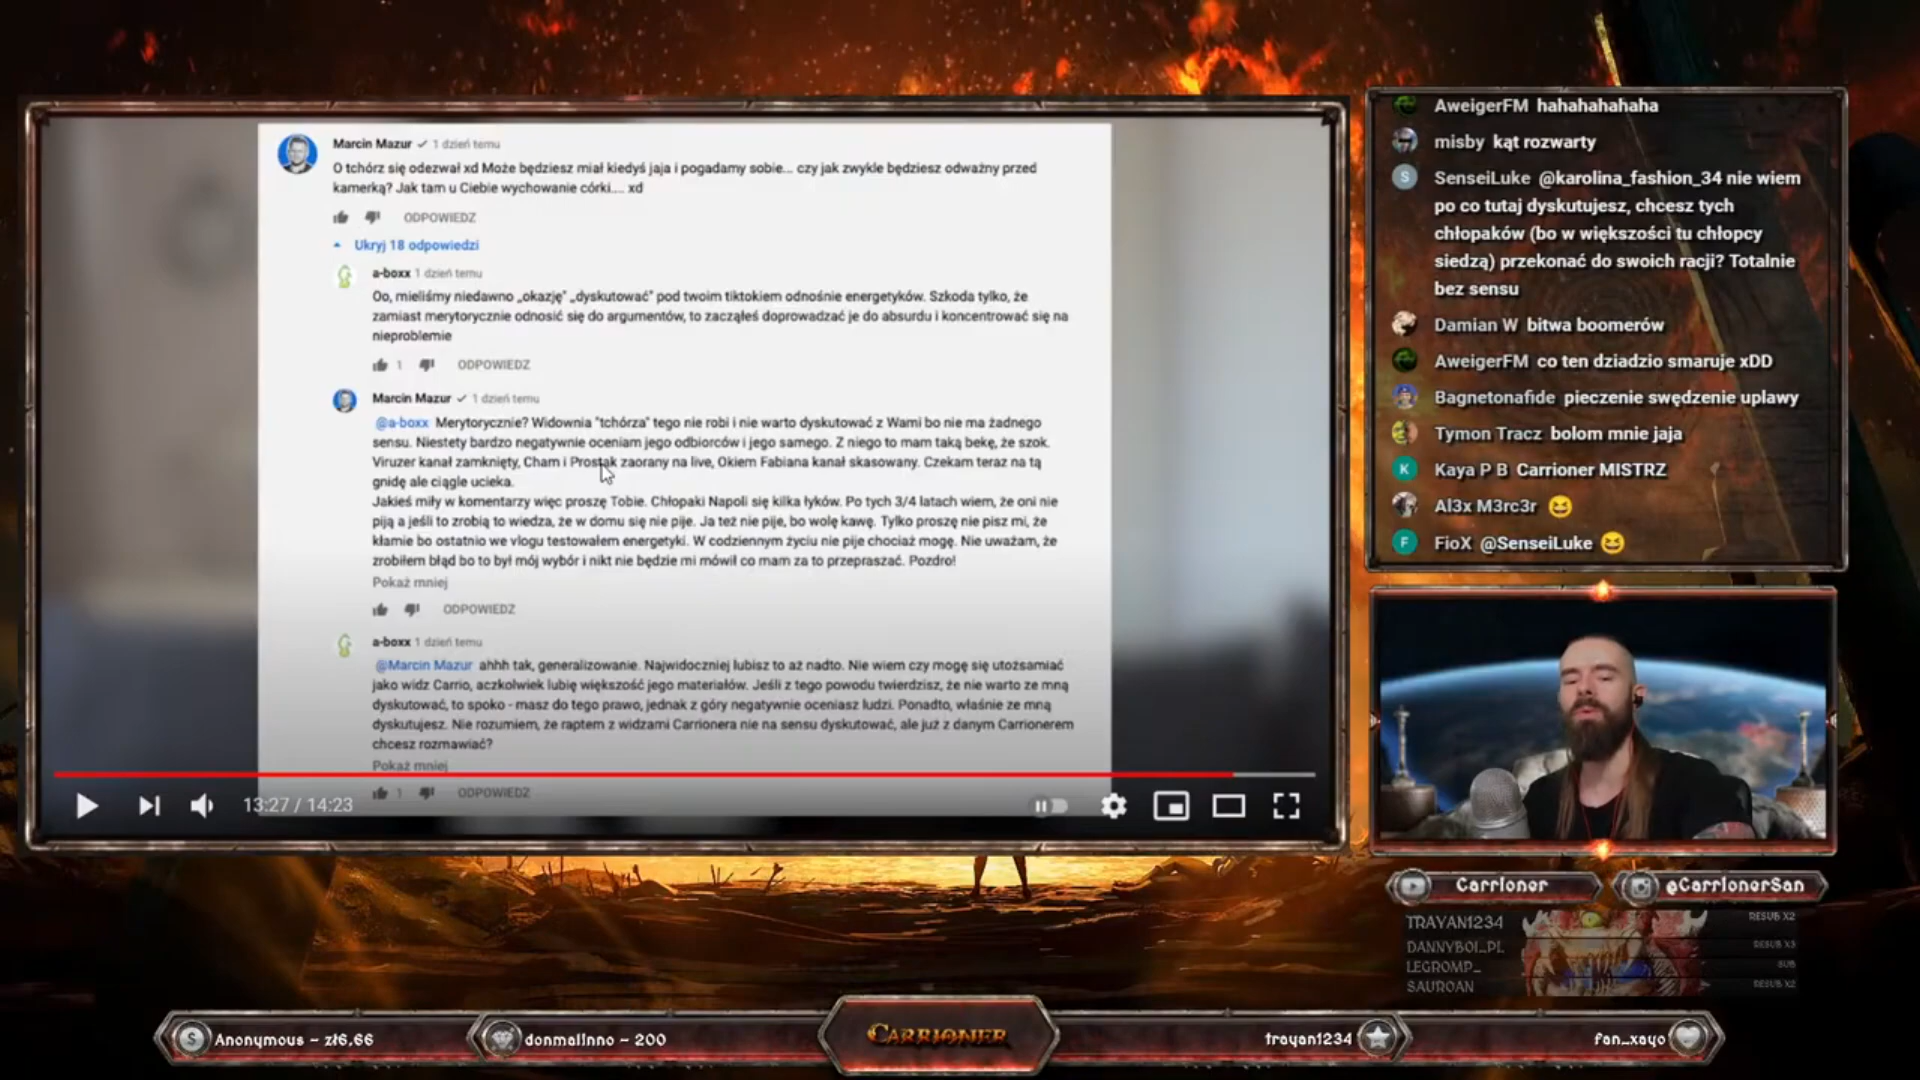 Marcin Mazur 1 dzień temu
O tchórz się odezwał xd Może będziesz miał kiedyś jaja i pogadamy sobie... czy jak zwykle będziesz odważny przed
kamerką? Jak tam u Ciebie wychowanie córki.... xd
ODPOWIEDZ
Ukryj 18 odpowiedzi
a-boxx 1 dzień temu
Oo, mieliśmy niedawno „okazję" „dyskutować" pod twoim tiktokiem odnośnie energetyków. Szkoda tylko, że
zamiast merytorycznie odnosić się do argumentów, to zacząłeś doprowadzać je do absurdu i koncentrować się na
nieproblemie
1 ODPOWIEDZ
Marcin Mazur 1 dzień temu
@a-boxx Merytorycznie? Widownia "tchórza" tego nie robi i nie warto dyskutować z Wami bo nie ma żadnego
sensu. Niestety bardzo negatywnie oceniam jego odbiorców i jego samego. Z niego to mam taką bekę, że szok.
Viruzer kanał zamknięty, Cham i Prostak zaorany na live, Okiem Fabiana kanał skasowany. Czekam teraz na tą
gnidę ale ciągle ucieka.
Jakieś miły w komentarzy więc proszę Tobie. Chłopaki Napoli się kilka łyków. Po tych 3/4 latach wiem, że oni nie
piją a jeśli to zrobią to wiedza, że w domu się nie pije. Ja też nie pije, bo wolę kawę. Tylko proszę nie pisz mi, że
kłamie bo ostatnio we vlogu testowałem energetyki. W codziennym życiu nie pije chociaż mogę. Nie uważam, że
zrobiłem błąd bo to był mój wybór i nikt nie będzie mi mówił co mam za to przepraszać. Pozdro!
Pokaż mniej
ODPOWIEDZ
a-boxx 1 dzień temu
@Marcin Mazur ahhh tak, generalizowanie. Najwidoczniej lubisz to aż nadto. Nie wiem czy mogę się utożsamiać
jako widz Carrio, aczkolwiek lubię większość jego materiałów. Jeśli z tego powodu twierdzisz, że nie warto ze mną
dyskutować, to spoko - masz do tego prawo, jednak z góry negatywnie oceniasz ludzi. Ponadto, właśnie ze mną
dyskutujesz. Nie rozumiem, że raptem z widzami Carrionera nie na sensu dyskutować, ale już z danym Carrionerem
chcesz rozmawiać?
Pokaż mniej
1 ODPOWIEDZ
13:27 / 14:23
AweigerFM hahahahahaha
misby kąt rozwarty
S SenseiLuke @karolina_fashion_34 nie wiem
po co tutaj dyskutujesz, chcesz tych
chłopaków (bo w większości tu chłopcy
siedzą) przekonać do swoich racji? Totalnie
bez sensu
Damian W bitwa boomerów
AweigerFM co ten dziadzio smaruje xDD
Bagnetonafide pieczenie swędzenie upławy
Tymon Tracz bolom mnie jaja
K Kaya P B Carrioner MISTRZ
Al3x M3rc3r 😆
F FioX @SenseiLuke 😆
Carrioner @CarrionerSan
TRAYAN1234 RESUB X2
DANNYBOI_PL RESUB X3
LEGROMP_ SUB
SAUROAN RESUB X2
S Anonymous - zł6,66
donmalinno - 200
CARRIONER
trayan1234
fan_xayo